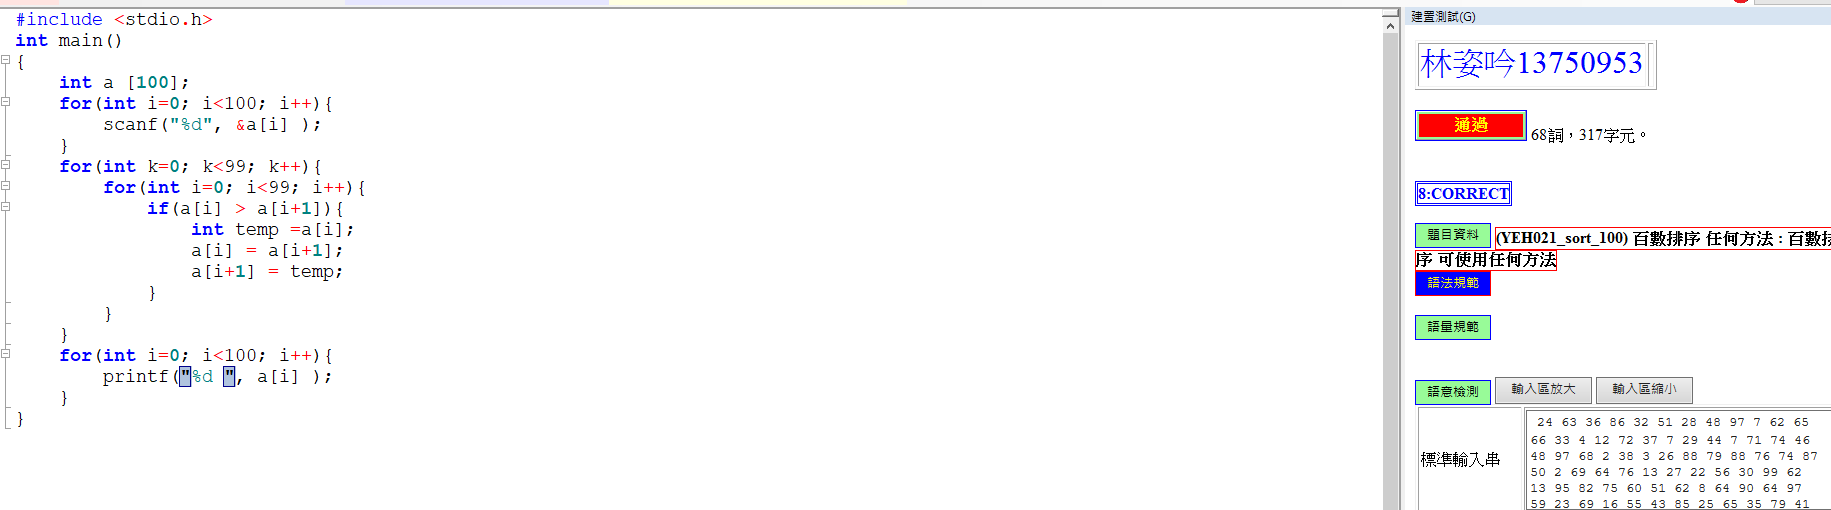 #include <stdio.h>
int main()
{
    int a [100];
    for(int i=0; i<100; i++){
        scanf("%d", &a[i] );
    }
    for(int k=0; k<99; k++){
        for(int i=0; i<99; i++){
            if(a[i] > a[i+1]){
                int temp =a[i];
                a[i] = a[i+1];
                a[i+1] = temp;
            }
        }
    }
    for(int i=0; i<100; i++){
        printf("%d ", a[i] );
    }
}
建置測試(G)
林姿吟13750953
通過 68詞，317字元。
8:CORRECT
題目資料 (YEH021_sort_100) 百數排序 任何方法 : 百數排
序 可使用任何方法
語法規範
語量規範
語意檢測 輸入區放大 輸入區縮小
標準輸入串
24 63 36 86 32 51 28 48 97 7 62 65
66 33 4 12 72 37 7 29 44 7 71 74 46
48 97 68 2 38 3 26 88 79 88 76 74 87
50 2 69 64 76 13 27 22 56 30 99 62
13 95 82 75 60 51 62 8 64 90 64 97
59 23 69 16 55 43 85 25 65 35 79 41